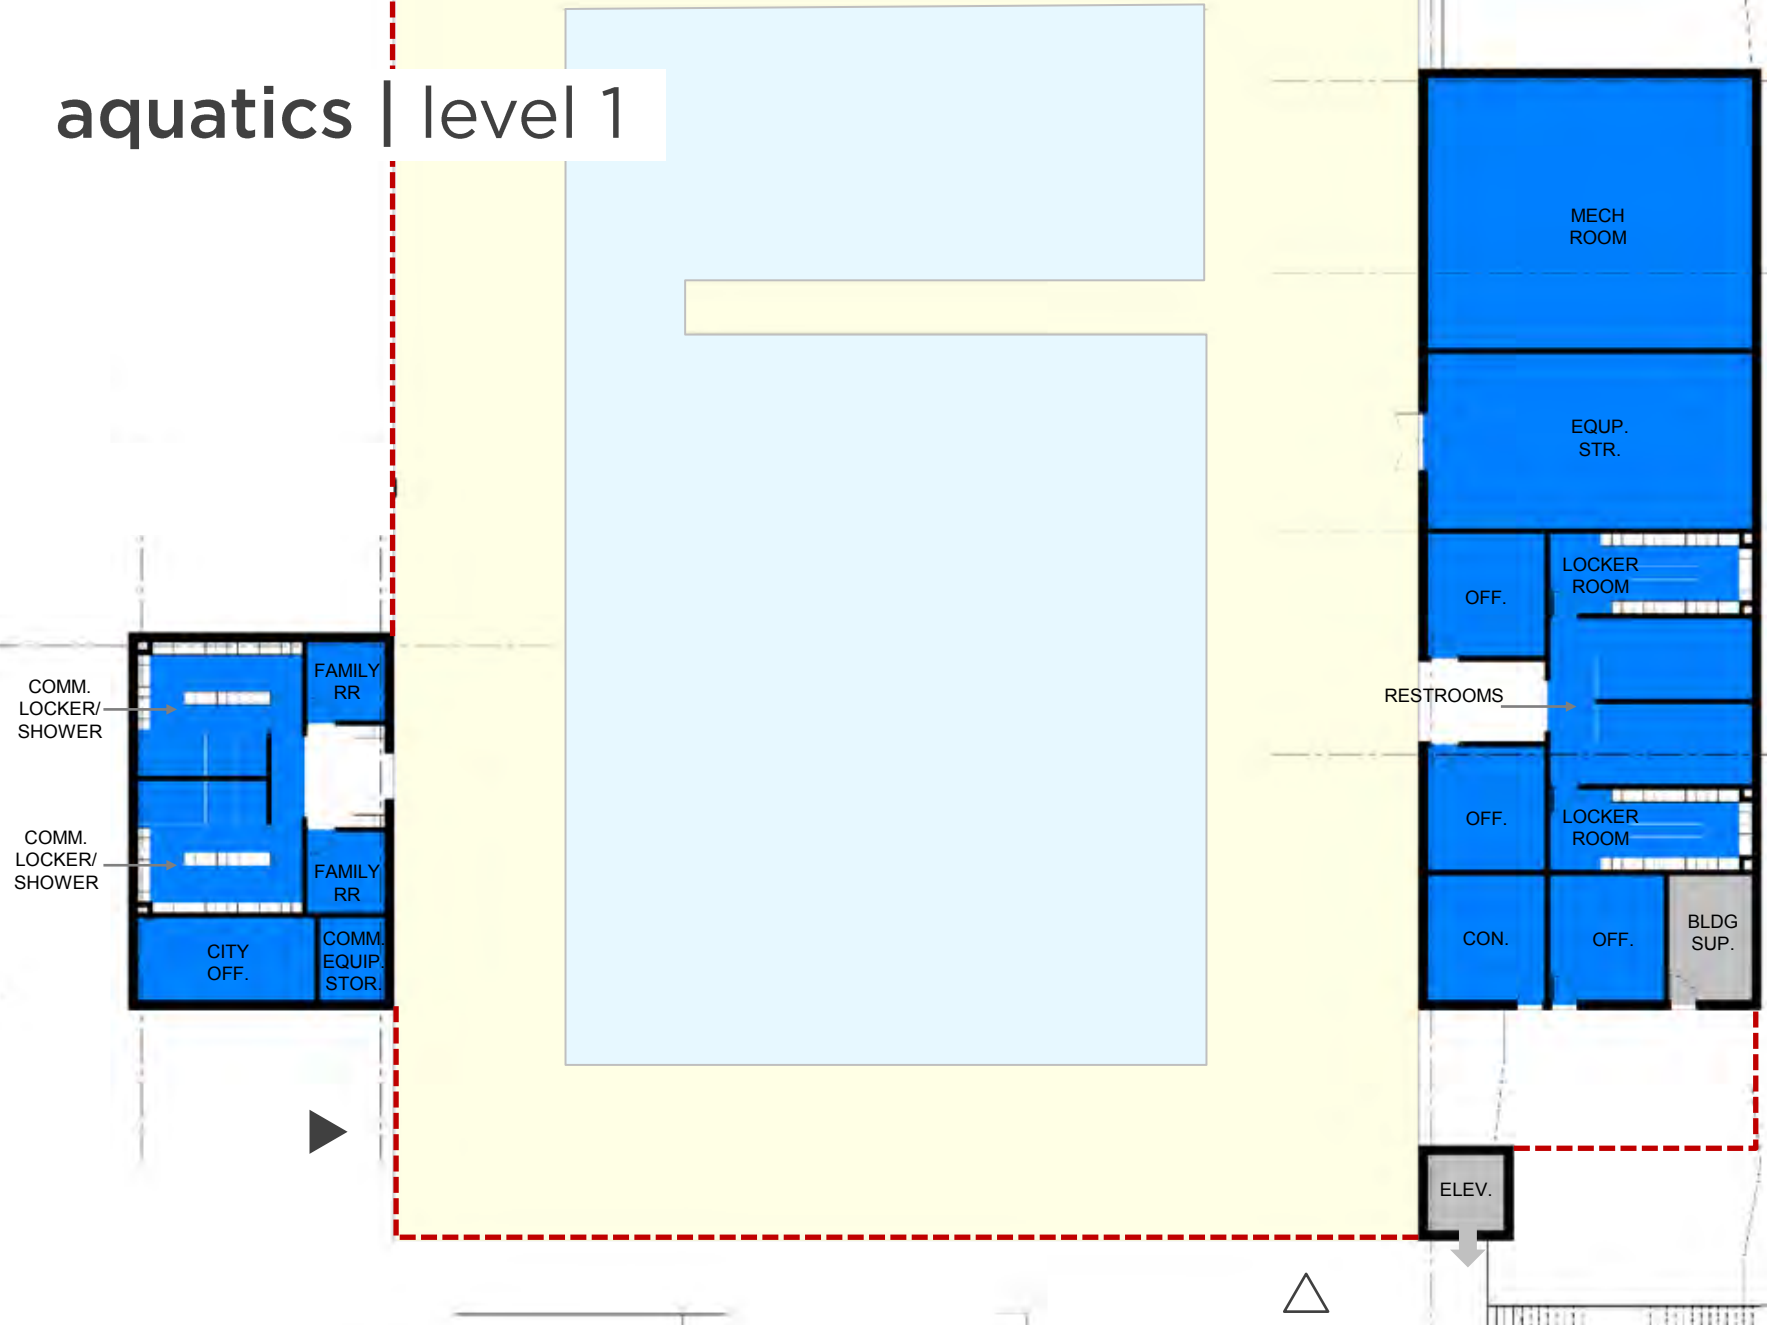 aquatics | level 1
MECH
ROOM
EQUP.
STR.
LOCKER
ROOM
OFF.
RESTROOMS
OFF.
LOCKER
ROOM
CON.
OFF.
BLDG
SUP.
ELEV.
COMM.
LOCKER/
SHOWER
FAMILY
RR
COMM.
LOCKER/
SHOWER
FAMILY
RR
CITY
OFF.
COMM.
EQUIP.
STOR.